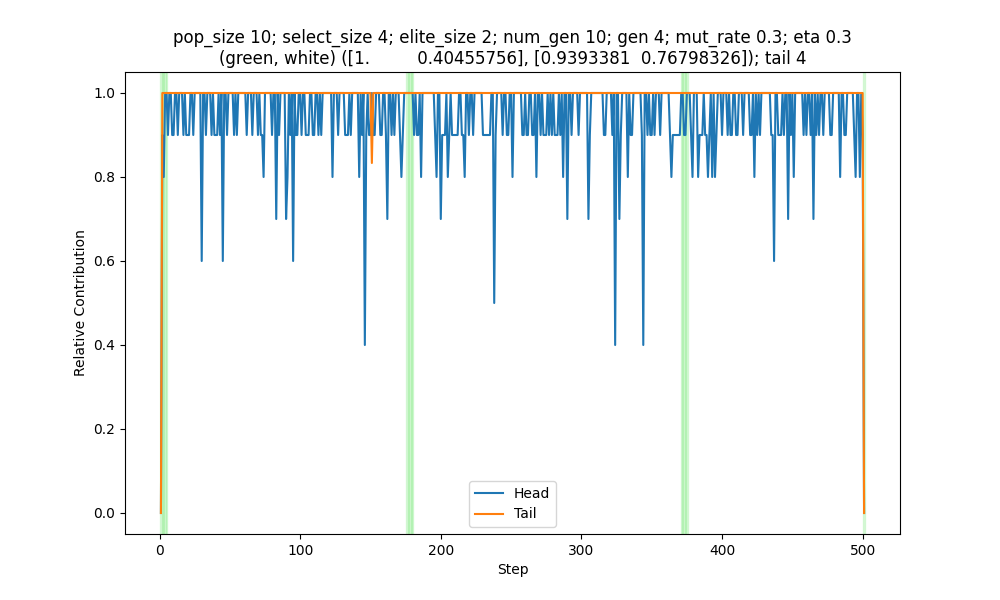 pop_size 10; select_size 4; elite_size 2; num_gen 10; gen 4; mut_rate 0.3; eta 0.3
(green, white) ([1.         0.40455756], [0.9393381  0.76798326]); tail 4
1.0
0.8
0.6
0.4
0.2
0.0
Relative Contribution
Head
Tail
0
100
200
300
400
500
Step